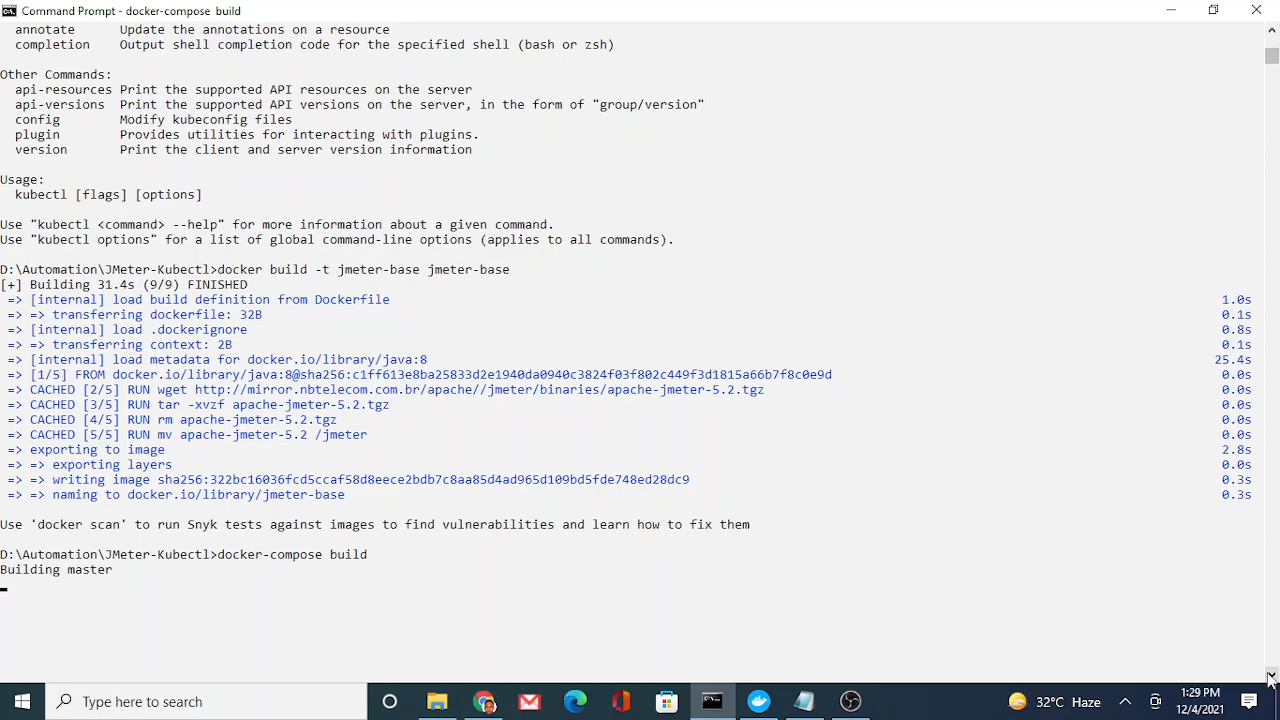 Command Prompt - docker-compose build
annotate Update the annotations on a resource
completion Output shell completion code for the specified shell (bash or zsh)
Other Commands:
api-resources Print the supported API resources on the server
api-versions Print the supported API versions on the server, in the form of "group/version"
config Modify kubeconfig files
plugin Provides utilities for interacting with plugins.
version Print the client and server version information
Usage:
kubectl [flags] [options]
Use "kubectl <command> --help" for more information about a given command.
Use "kubectl options" for a list of global command-line options (applies to all commands).
D:\Automation\JMeter-Kubectl>docker build -t jmeter-base jmeter-base
[+] Building 31.4s (9/9) FINISHED
=> [internal] load build definition from Dockerfile 1.0s
=> => transferring dockerfile: 32B 0.1s
=> [internal] load .dockerignore 0.8s
=> => transferring context: 2B 0.1s
=> [internal] load metadata for docker.io/library/java:8 25.4s
=> [1/5] FROM docker.io/library/java:8@sha256:c1ff613e8ba25833d2e1940da0940c3824f03f802c449f3d1815a66b7f8c0e9d 0.0s
=> CACHED [2/5] RUN wget http://mirror.nbtelecom.com.br/apache//jmeter/binaries/apache-jmeter-5.2.tgz 0.0s
=> CACHED [3/5] RUN tar -xvzf apache-jmeter-5.2.tgz 0.0s
=> CACHED [4/5] RUN rm apache-jmeter-5.2.tgz 0.0s
=> CACHED [5/5] RUN mv apache-jmeter-5.2 /jmeter 0.0s
=> exporting to image 2.8s
=> => exporting layers 0.0s
=> => writing image sha256:322bc16036fcd5ccaf58d8eece2bdb7c8aa85d4ad965d109bd5fde748ed28dc9 0.3s
=> => naming to docker.io/library/jmeter-base 0.3s
Use 'docker scan' to run Snyk tests against images to find vulnerabilities and learn how to fix them
D:\Automation\JMeter-Kubectl>docker-compose build
Building master
Type here to search
32°C Haze
1:29 PM
12/4/2021